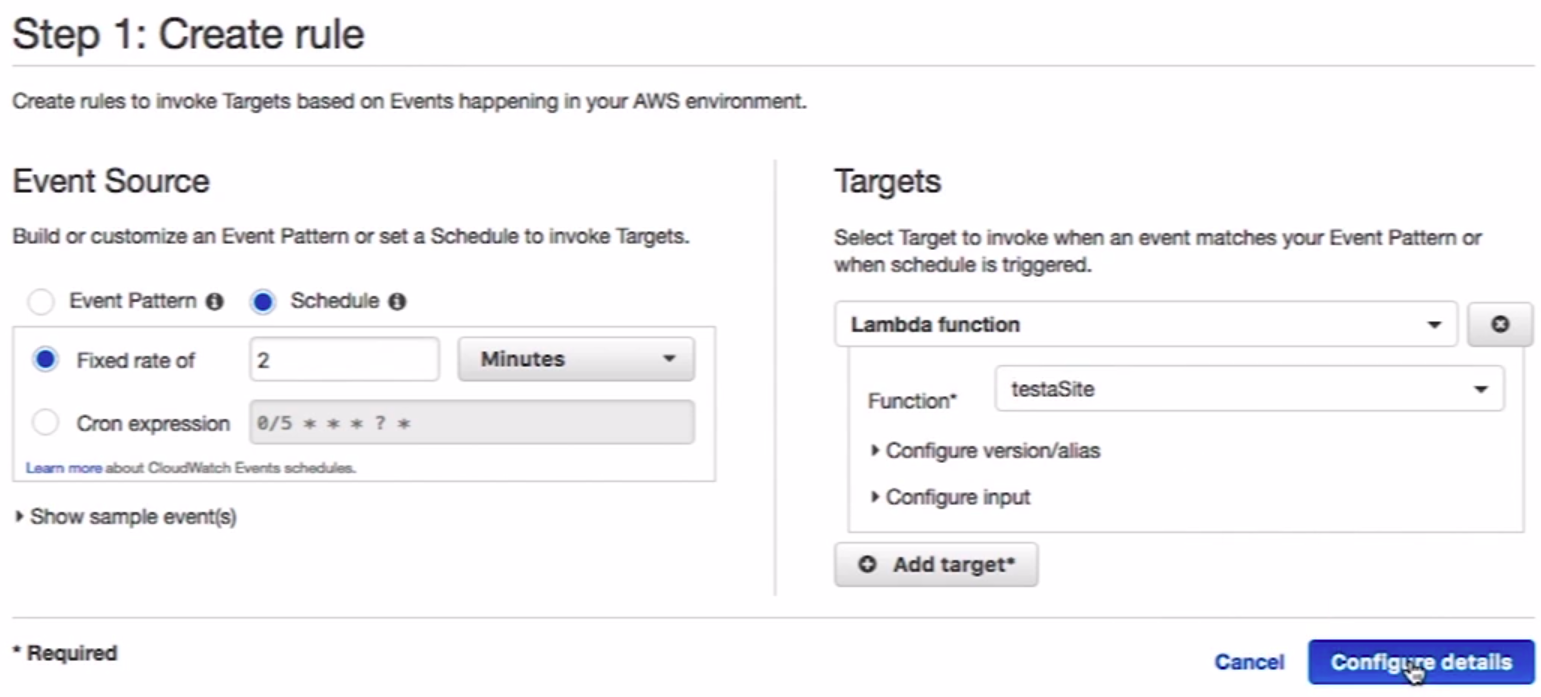 Step 1: Create rule
Create rules to invoke Targets based on Events happening in your AWS environment.
Event Source
Build or customize an Event Pattern or set a Schedule to invoke Targets.
Event Pattern
Schedule
Fixed rate of
2
Minutes
Cron expression
0/5 * * * ? *
Learn more about CloudWatch Events schedules.
Show sample event(s)
Targets
Select Target to invoke when an event matches your Event Pattern or
when schedule is triggered.
Lambda function
Function*
testaSite
Configure version/alias
Configure input
Add target*
* Required
Cancel
Configure details